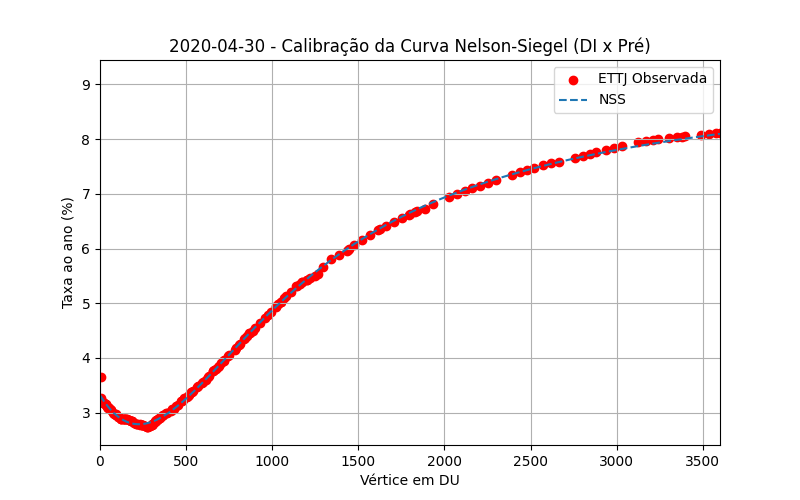 2020-04-30 - Calibração da Curva Nelson-Siegel (DI x Pré)
ETTJ Observada
NSS
Taxa ao ano (%)
9
8
7
6
5
4
3
0 500 1000 1500 2000 2500 3000 3500
Vértice em DU